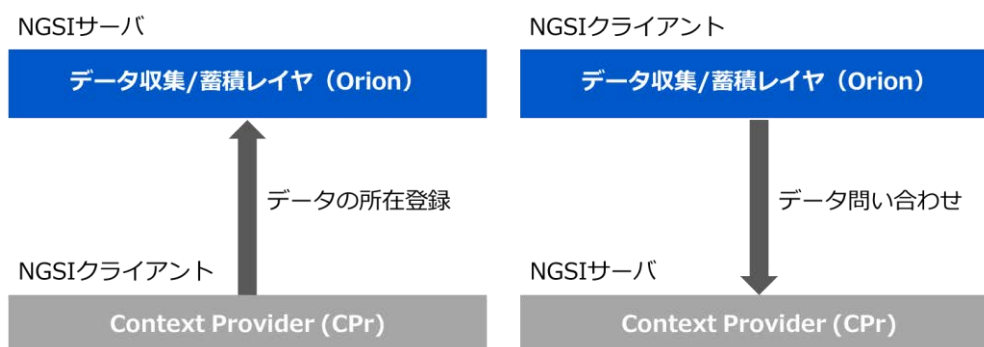 NGSIサーバ
データ収集/蓄積レイヤ（Orion）
データの所在登録
NGSIクライアント
Context Provider (CPr)
NGSIクライアント
データ収集/蓄積レイヤ（Orion）
データ問い合わせ
NGSIサーバ
Context Provider (CPr)